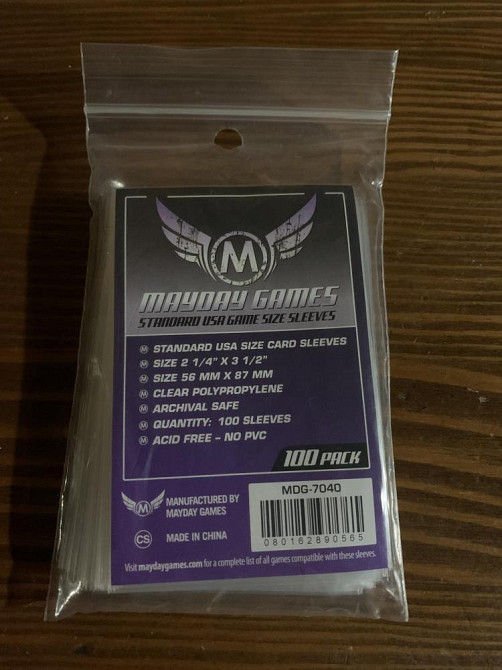 M
MAYDAY GAMES
STANDARD USA GAME SIZE SLEEVES
STANDARD USA SIZE CARD SLEEVES
SIZE 2 1/4" X 3 1/2"
SIZE 56 MM X 87 MM
CLEAR POLYPROPYLENE
ARCHIVAL SAFE
QUANTITY: 100 SLEEVES
ACID FREE - NO PVC
100 PACK
M
MANUFACTURED BY
MAYDAY GAMES
CS
MADE IN CHINA
MDG-7040
080162890565
Visit maydaygames.com for a complete list of all games compatible with these sleeves.